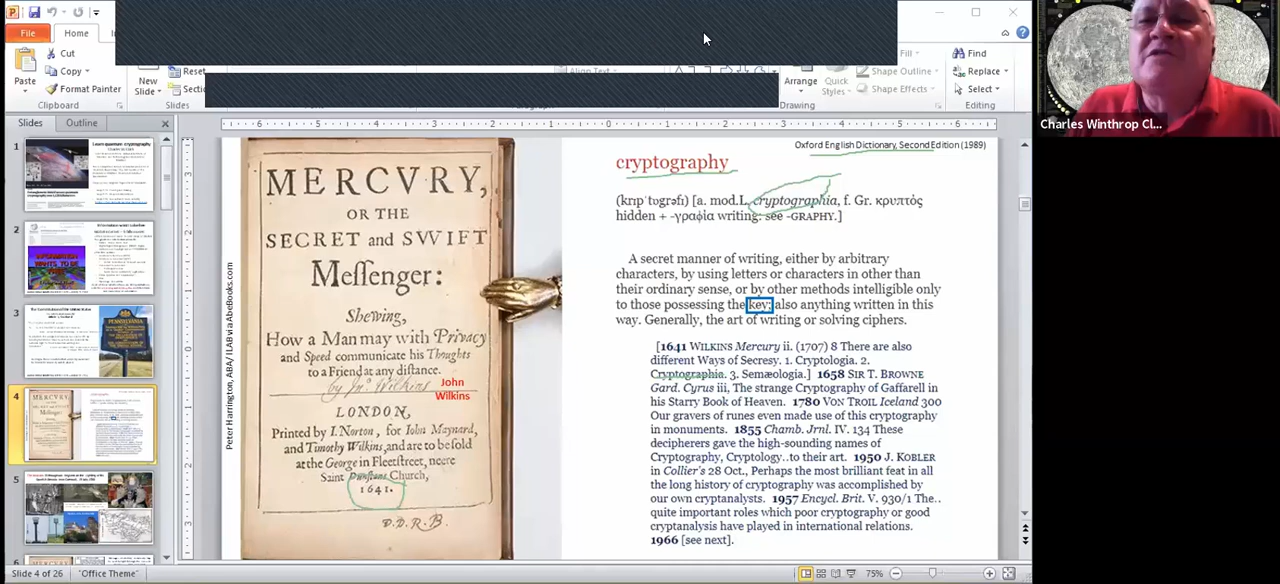 File
Home
Cut
Copy
Format Painter
Paste
Clipboard
New
Slide
Reset
Slides
Align Text
Arrange
Quick
Styles
Fill
Shape Outline
Shape Effects
Drawing
Find
Replace
Select
Editing
Slides
Outline
Charles Winthrop Cl...
1
2
3
4
5
6
MERCVRY,
OR THE
SECRET and SVVIFT
Meſſenger:
Shewing,
How a Man may with Privacy
and Speed communicate his Thoughts
to a Friend at any diſtance.
by Jno. Wilkins
John
Wilkins
LONDON,
Printed by I. Norton, for Iohn Maynard,
and Timothy Wilkins, and are to be ſold
at the George in Fleetſtreet, neere
Saint Dunſtans Church,
1641.
D.D.R.B.
Peter Harrington, ABA/ ILAB via AbeBooks.com
Oxford English Dictionary, Second Edition (1989)
cryptography
(krɪpˈtɒgrəfɪ) [a. mod.L. cryptographia, f. Gr. κρυπτός
hidden + -γραφία writing: see -GRAPHY.]
A secret manner of writing, either by arbitrary
characters, by using letters or characters in other than
their ordinary sense, or by other methods intelligible only
to those possessing the key; also anything written in this
way. Generally, the art of writing or solving ciphers.
[1641 WILKINS Mercury ii. (1707) 8 There are also
different Ways of Secresy. 1. Cryptologia. 2.
Cryptographia. 3. Semæologia.] 1658 SIR T. BROWNE
Gard. Cyrus iii, The strange Cryptography of Gaffarell in
his Starry Book of Heaven. 1780 VON TROIL Iceland 300
Our gravers of runes even made use of this cryptography
in monuments. 1855 Chamb. Jrnl. IV. 134 These
decipherers gave the high-sounding names of
Cryptography, Cryptology..to their art. 1950 J. KOBLER
in Collier's 28 Oct., Perhaps the most brilliant feat in all
the long history of cryptography was accomplished by
our own cryptanalysts. 1957 Encycl. Brit. V. 930/1 The..
quite important roles which poor cryptography or good
cryptanalysis have played in international relations.
1966 [see next].
Slide 4 of 26
"Office Theme"
75%